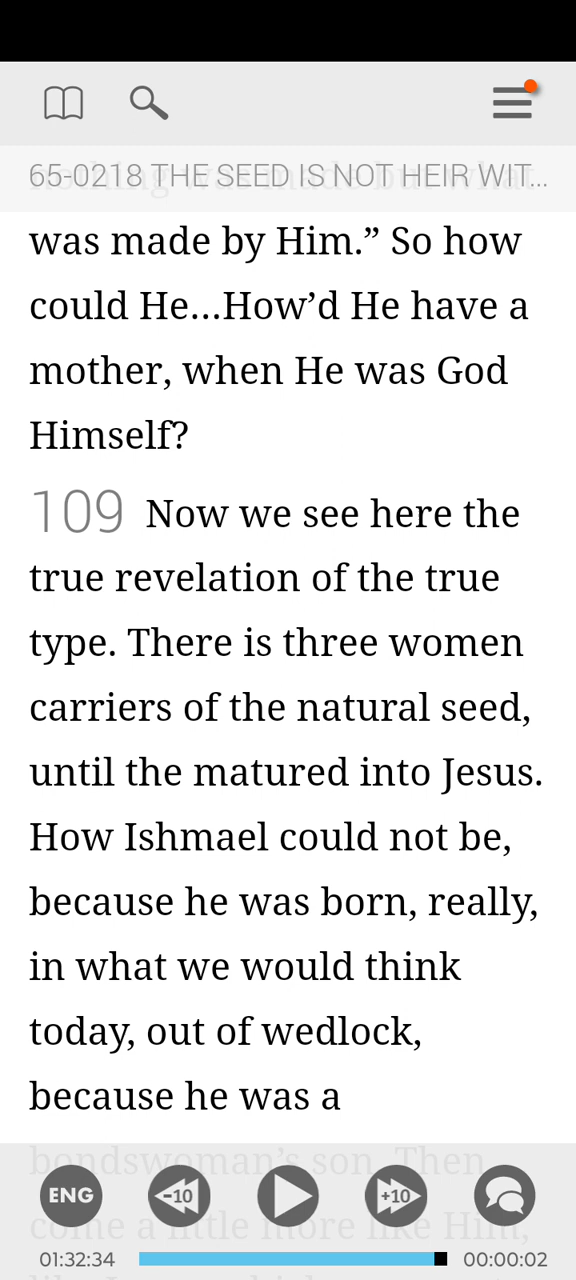 65-0218 THE SEED IS NOT HEIR WIT...
was made by Him.” So how
could He...How’d He have a
mother, when He was God
Himself?
109 Now we see here the
true revelation of the true
type. There is three women
carriers of the natural seed,
until the matured into Jesus.
How Ishmael could not be,
because he was born, really,
in what we would think
today, out of wedlock,
because he was a
bondswoman’s son. Then
come a little more like Him,
ENG -10 +10
01:32:34 00:00:02